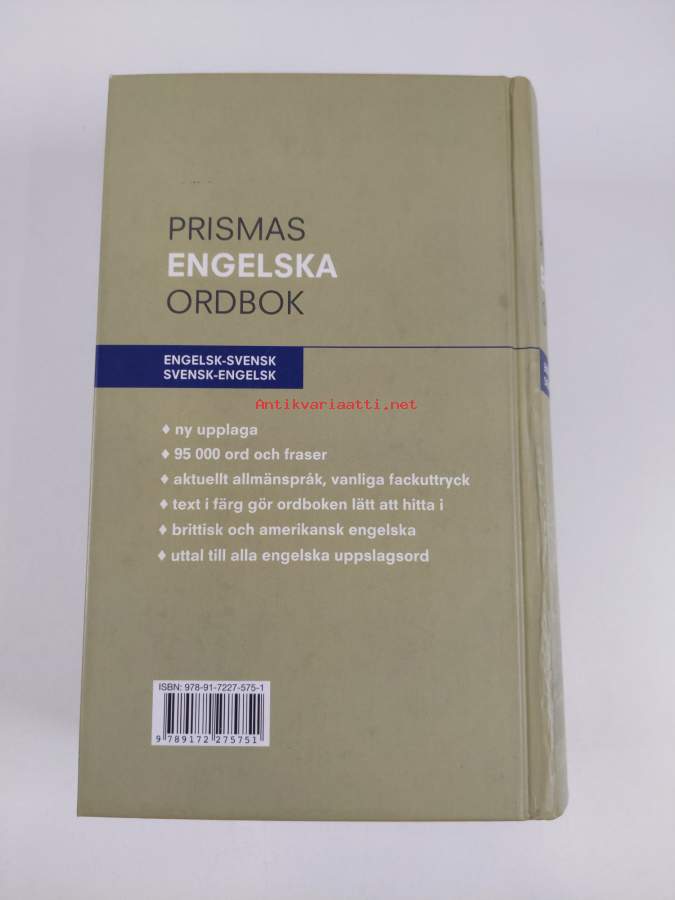 PRISMAS
ENGELSKA
ORDBOK
ENGELSK-SVENSK
SVENSK-ENGELSK
Antikvariaatti.net
♦ ny upplaga
♦ 95 000 ord och fraser
♦ aktuellt allmänspråk, vanliga fackuttryck
♦ text i färg gör ordboken lätt att hitta i
♦ brittisk och amerikansk engelska
♦ uttal till alla engelska uppslagsord
ISBN: 978-91-7227-575-1
9 789172 275751